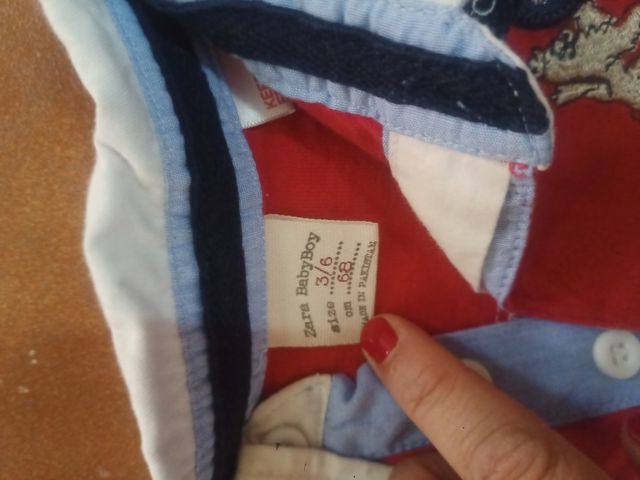 Zara BabyBoy
size 3/6
cm 68
MADE IN PAKISTAN